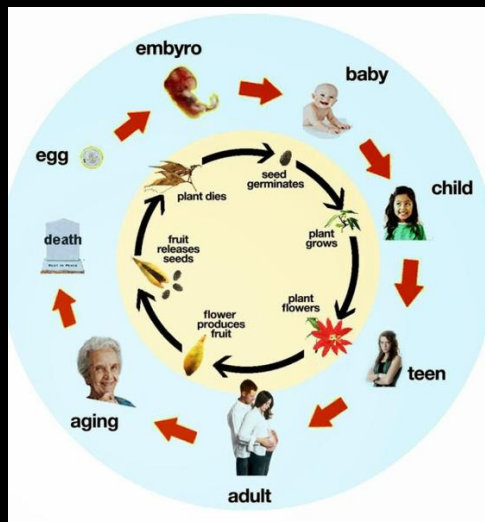 embyro
baby
child
teen
adult
aging
death
egg
seed
germinates
plant
grows
plant
flowers
flower
produces
fruit
fruit
releases
seeds
plant dies